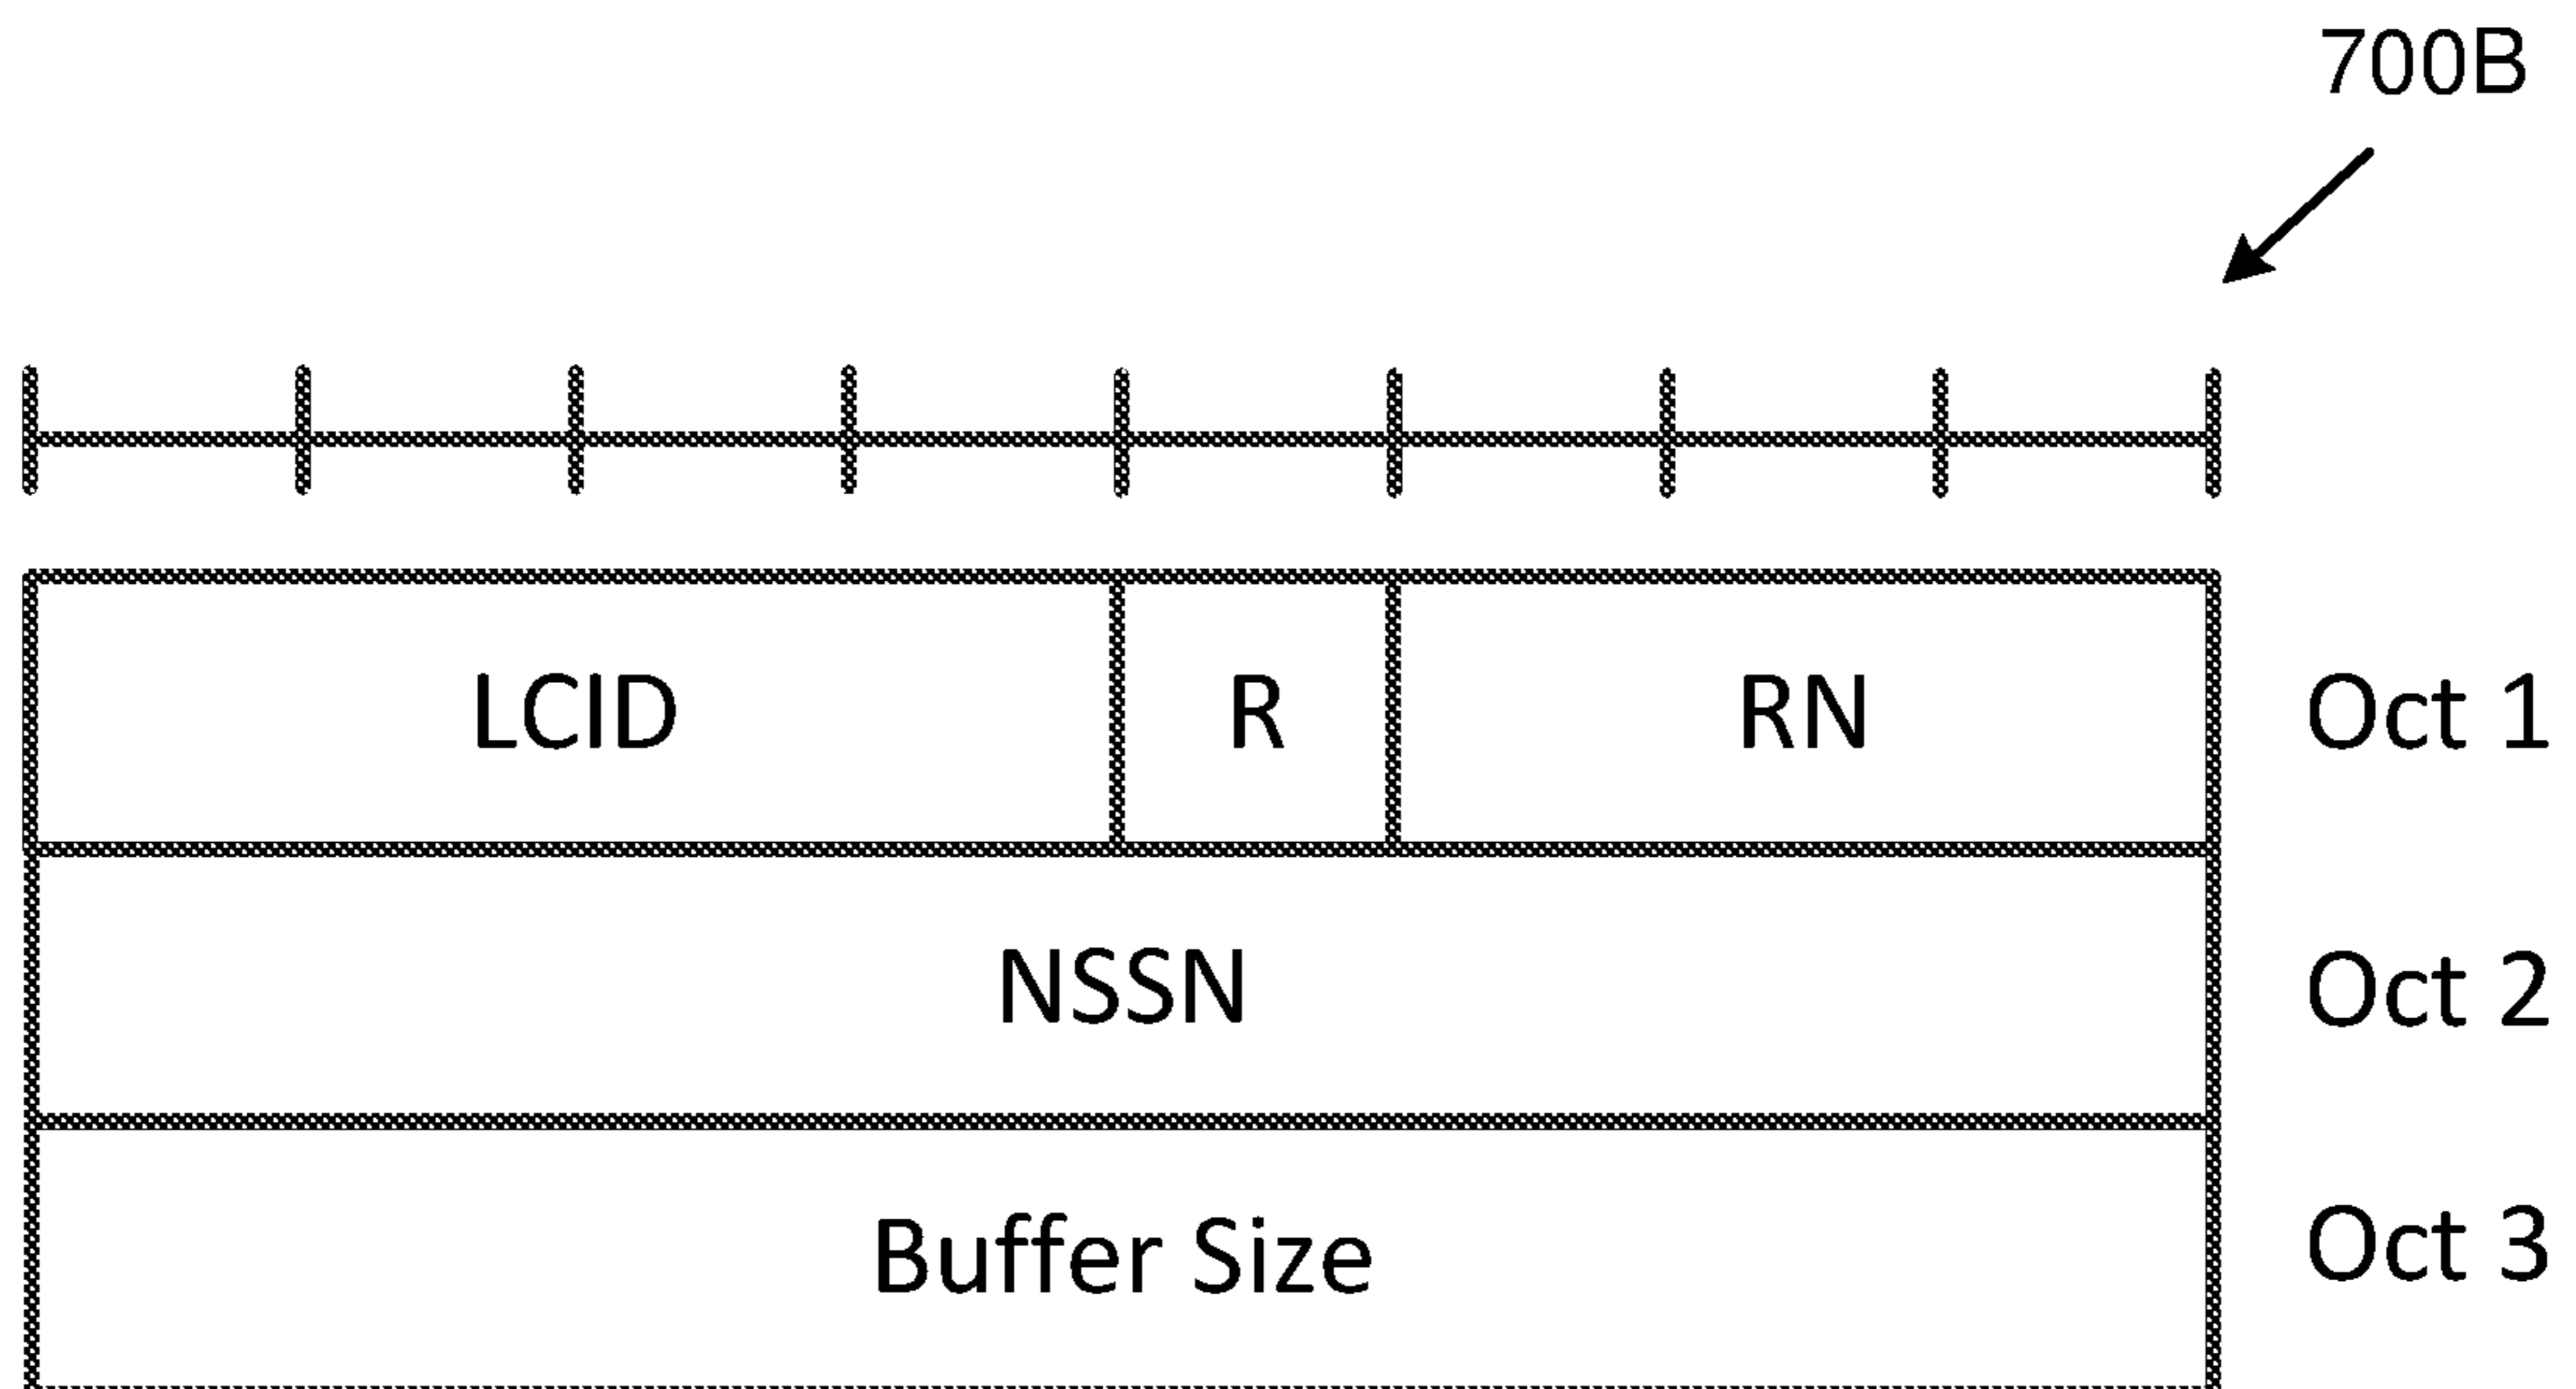 700B
LCID R RN Oct 1
NSSN Oct 2
Buffer Size Oct 3